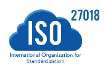 27018
ISO
International Organization for
Standardization